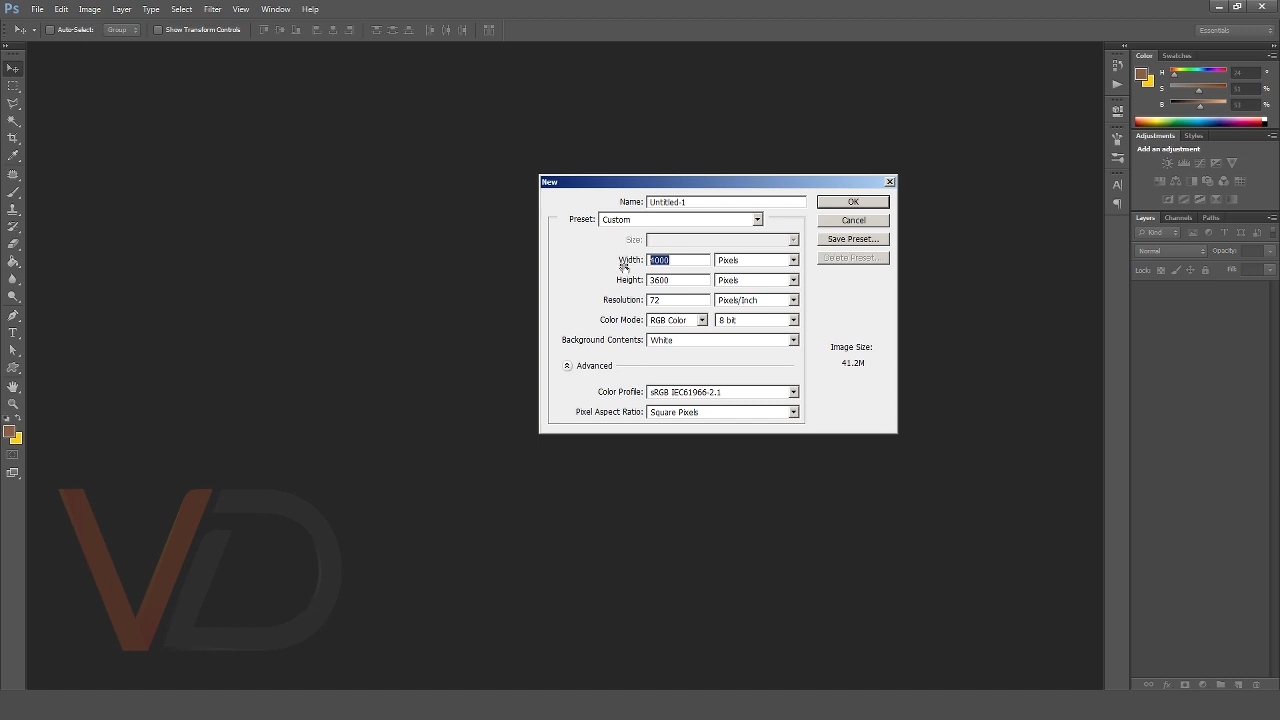 Ps File Edit Image Layer Type Select Filter View Window Help
Auto-Select: Group Show Transform Controls Essentials
Color Swatches
H 24 °
S %
B 53 %
Adjustments Styles
Add an adjustment
Layers Channels Paths
Kind
Normal Opacity:
Lock: Fill:
New
Name: Untitled-1 OK
Preset: Custom Cancel
Size: Save Preset...
Width: 4000 Pixels Delete Preset...
Height: 3600 Pixels
Resolution: 72 Pixels/Inch
Color Mode: RGB Color 8 bit
Background Contents: White
Image Size:
41.2M
Advanced
Color Profile: sRGB IEC61966-2.1
Pixel Aspect Ratio: Square Pixels
VD